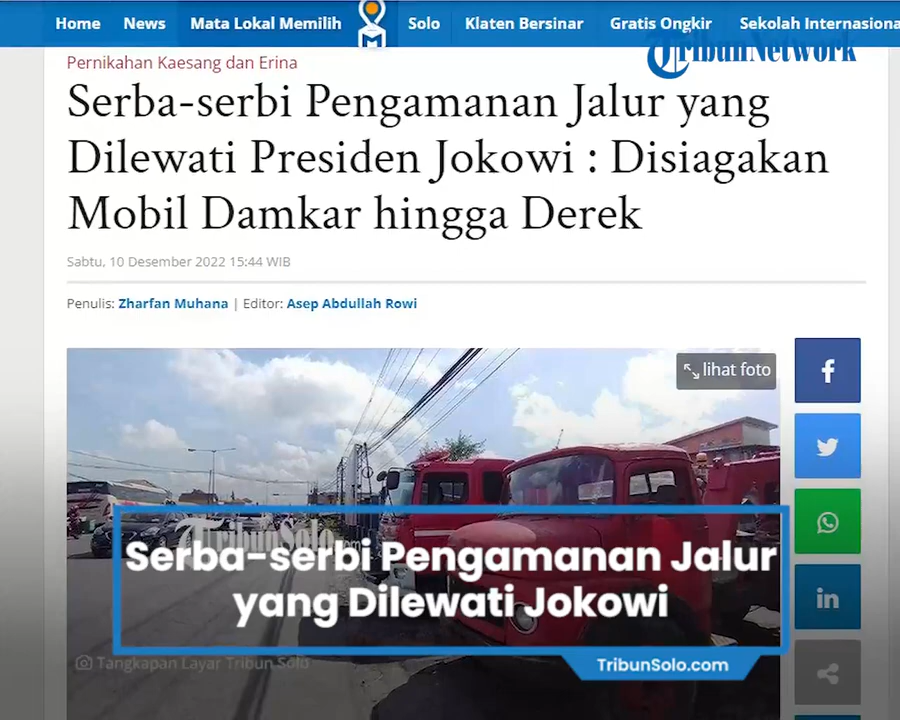 Home News Mata Lokal Memilih Solo Klaten Bersinar Gratis Ongkir Sekolah Internasiona
TribunNetwork
Pernikahan Kaesang dan Erina
Serba-serbi Pengamanan Jalur yang
Dilewati Presiden Jokowi : Disiagakan
Mobil Damkar hingga Derek
Sabtu, 10 Desember 2022 15:44 WIB
Penulis: Zharfan Muhana | Editor: Asep Abdullah Rowi
lihat foto
TribunSolo.com
Serba-serbi Pengamanan Jalur
yang Dilewati Jokowi
Tangkapan Layar Tribun Solo
TribunSolo.com